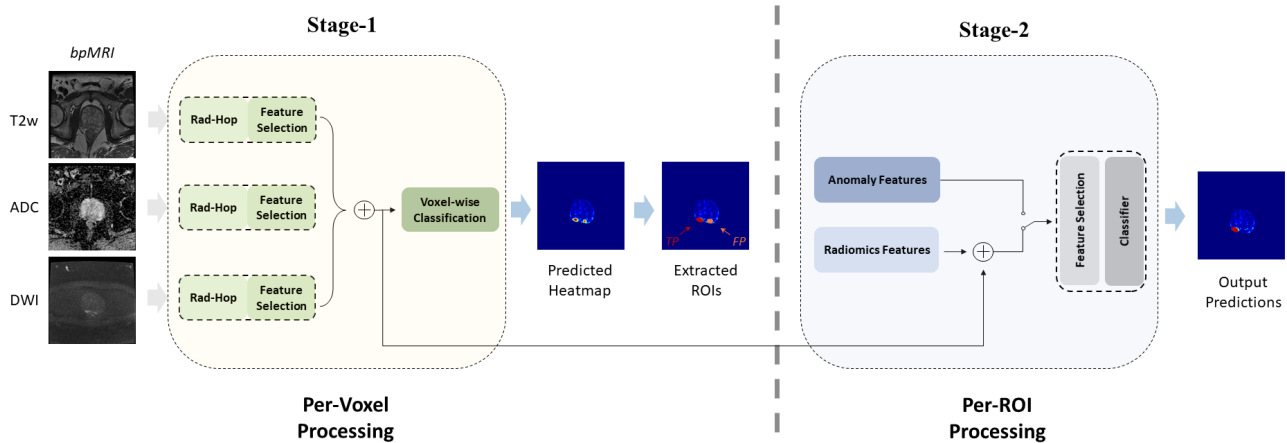 Stage-1
Stage-2
bpMRI
T2w
Rad-Hop
Feature
Selection
Anomaly Features
ADC
Rad-Hop
Feature
Selection
Voxel-wise
Classification
TP
FP
Radiomics Features
Feature Selection
Classifier
Predicted
Heatmap
Extracted
ROIs
Output
Predictions
DWI
Rad-Hop
Feature
Selection
Per-Voxel
Processing
Per-ROI
Processing